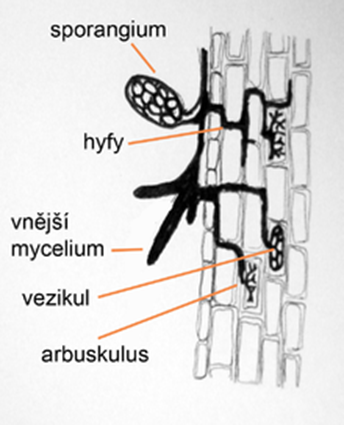 sporangium
hyfy
vnější
mycelium
vezikul
arbuskulus